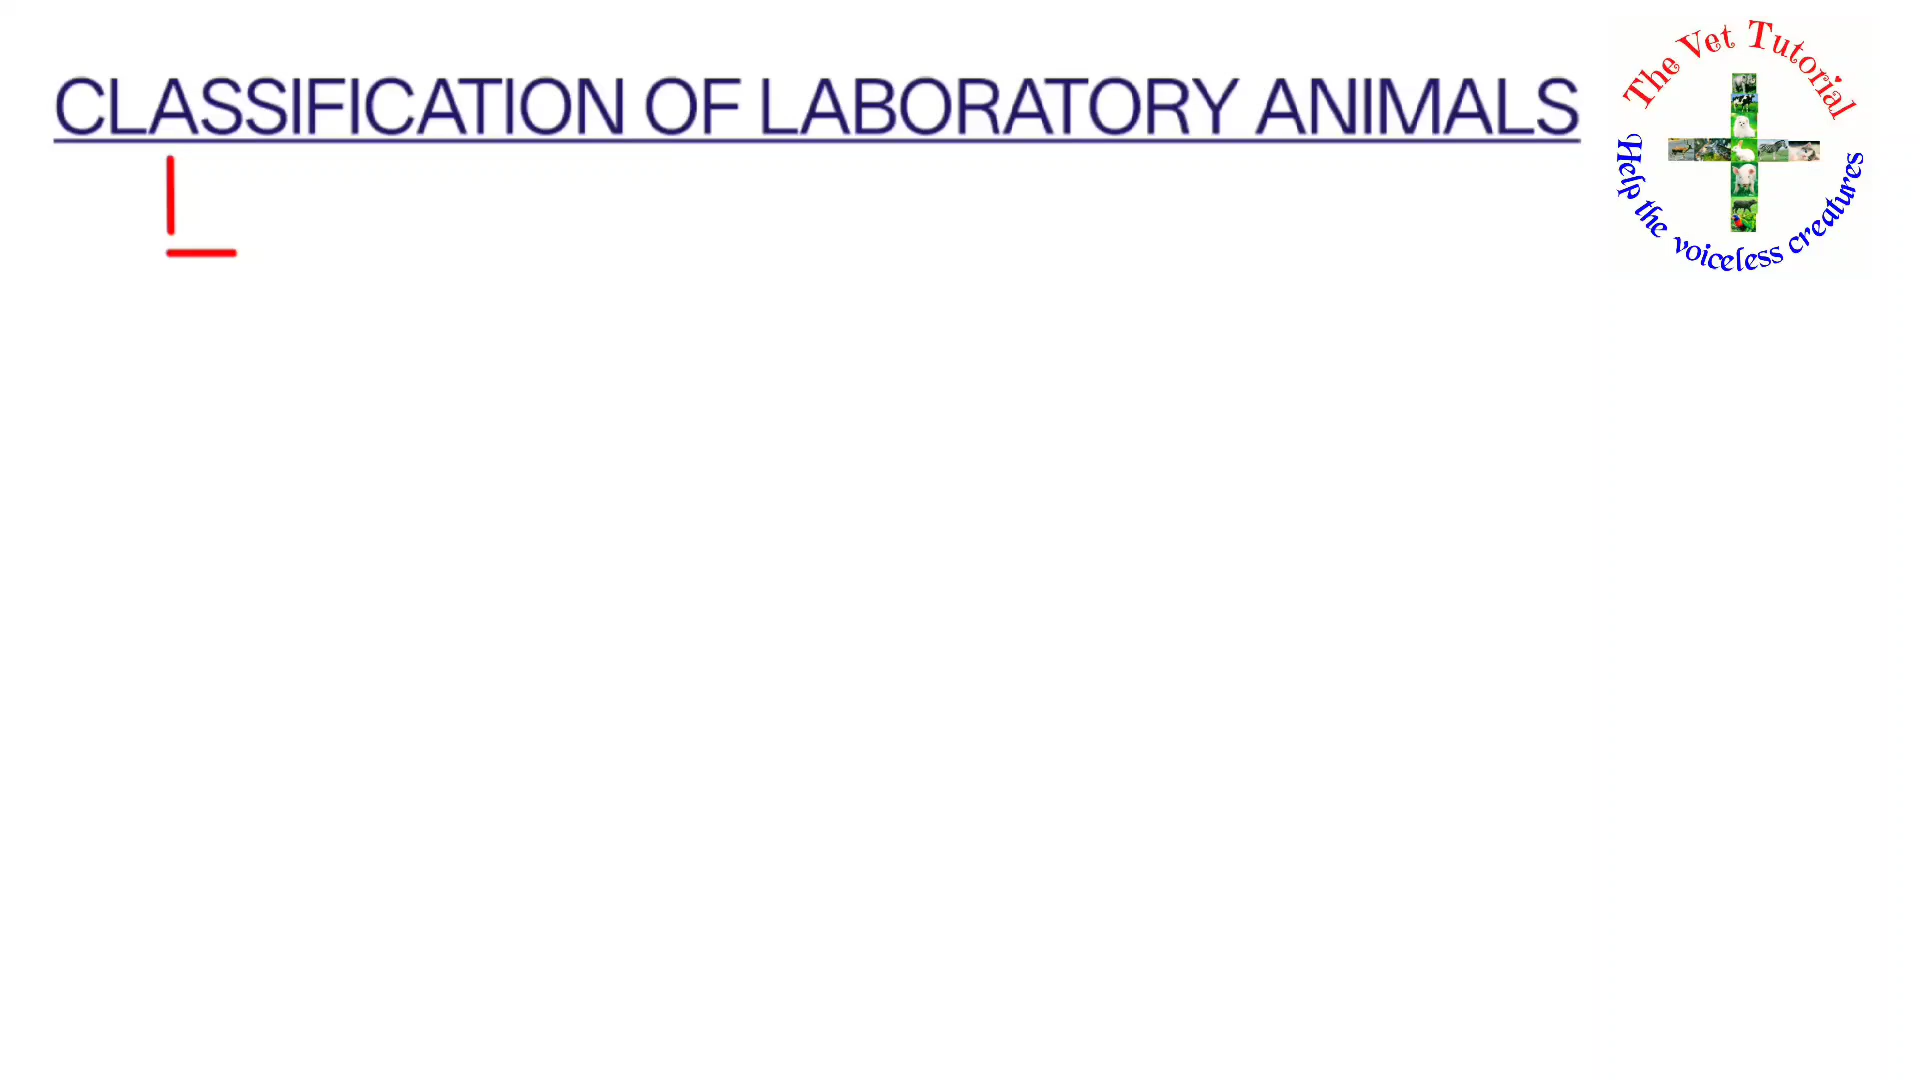 CLASSIFICATION OF LABORATORY ANIMALS
The Vet Tutorial
Help the voiceless creatures